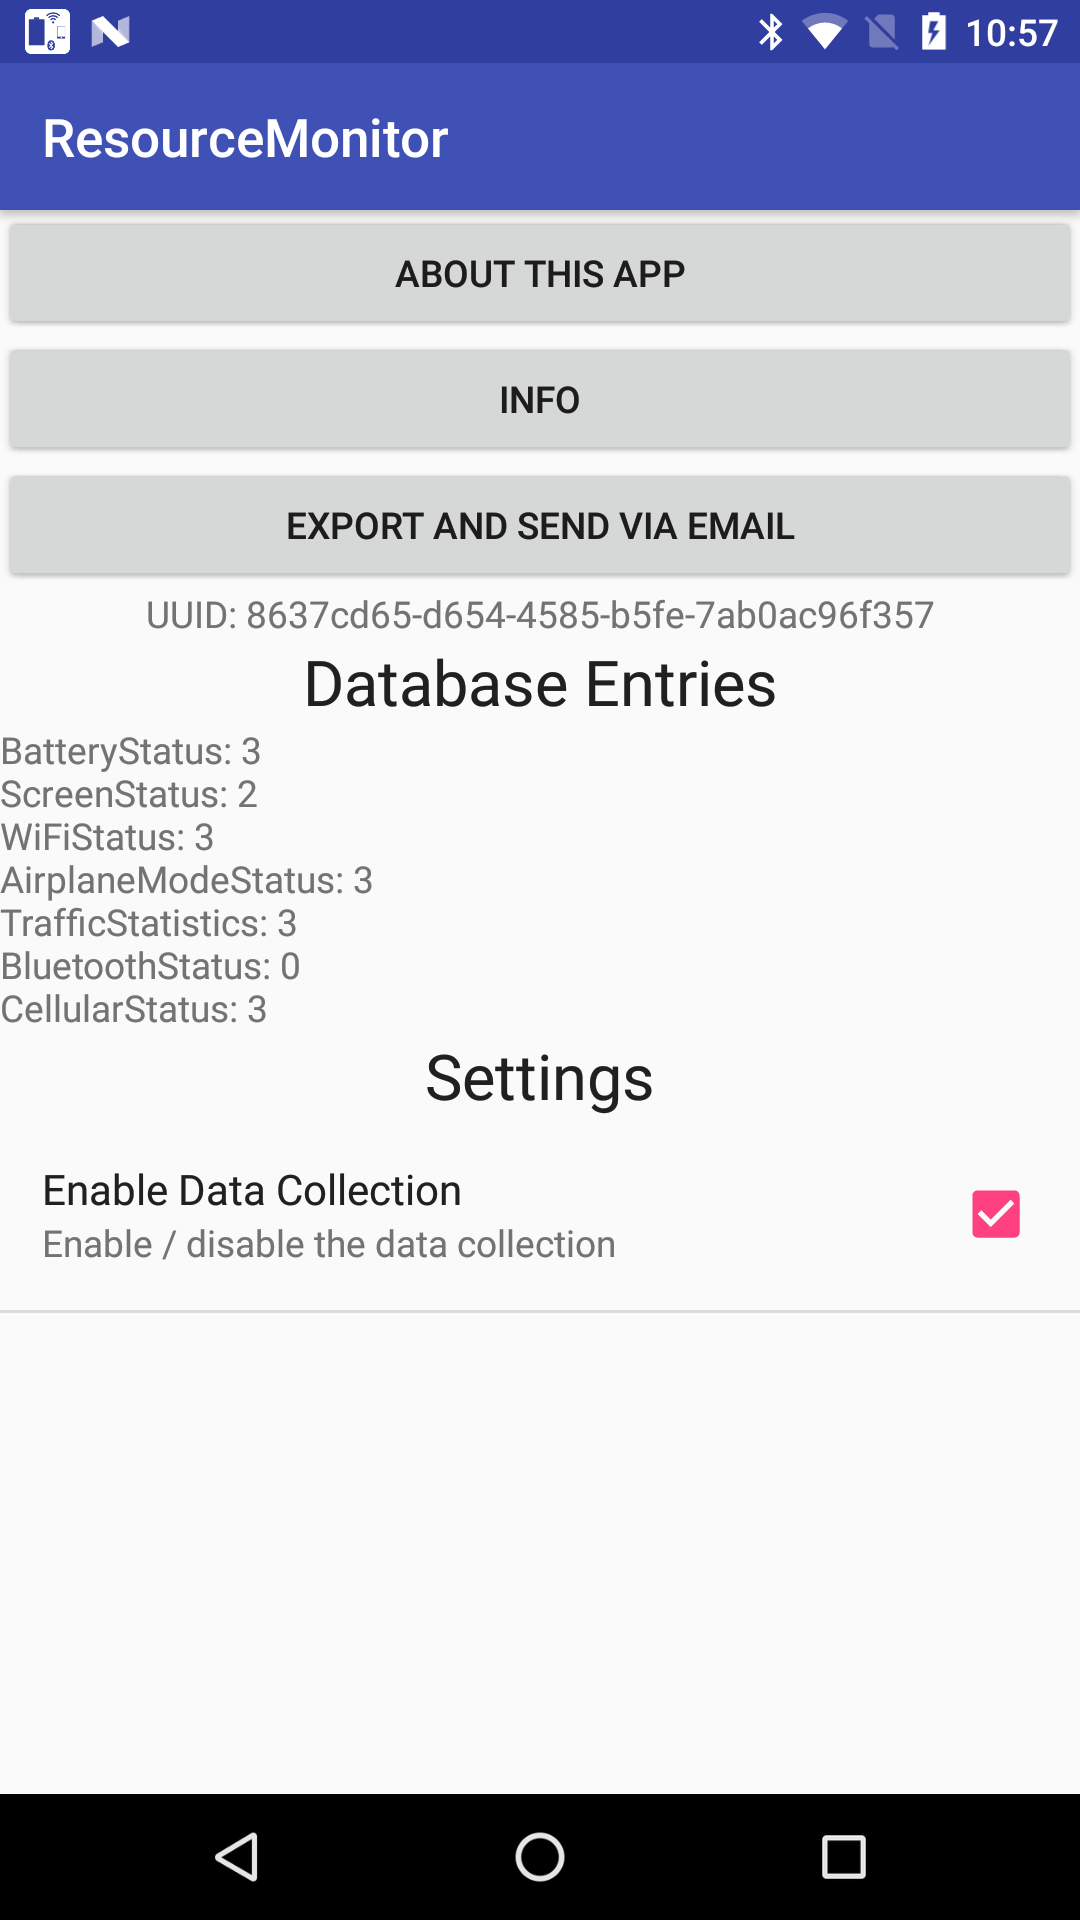 10:57
ResourceMonitor
ABOUT THIS APP
INFO
EXPORT AND SEND VIA EMAIL
UUID: 8637cd65-d654-4585-b5fe-7ab0ac96f357
Database Entries
BatteryStatus: 3
ScreenStatus: 2
WiFiStatus: 3
AirplaneModeStatus: 3
TrafficStatistics: 3
BluetoothStatus: 0
CellularStatus: 3
Settings
Enable Data Collection
Enable / disable the data collection